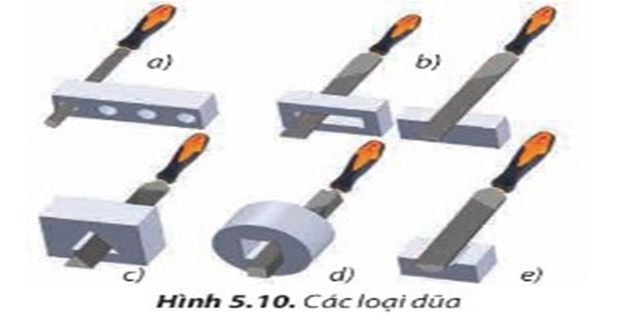 a)
b)
c)
d)
e)
Hình 5.10. Các loại dũa